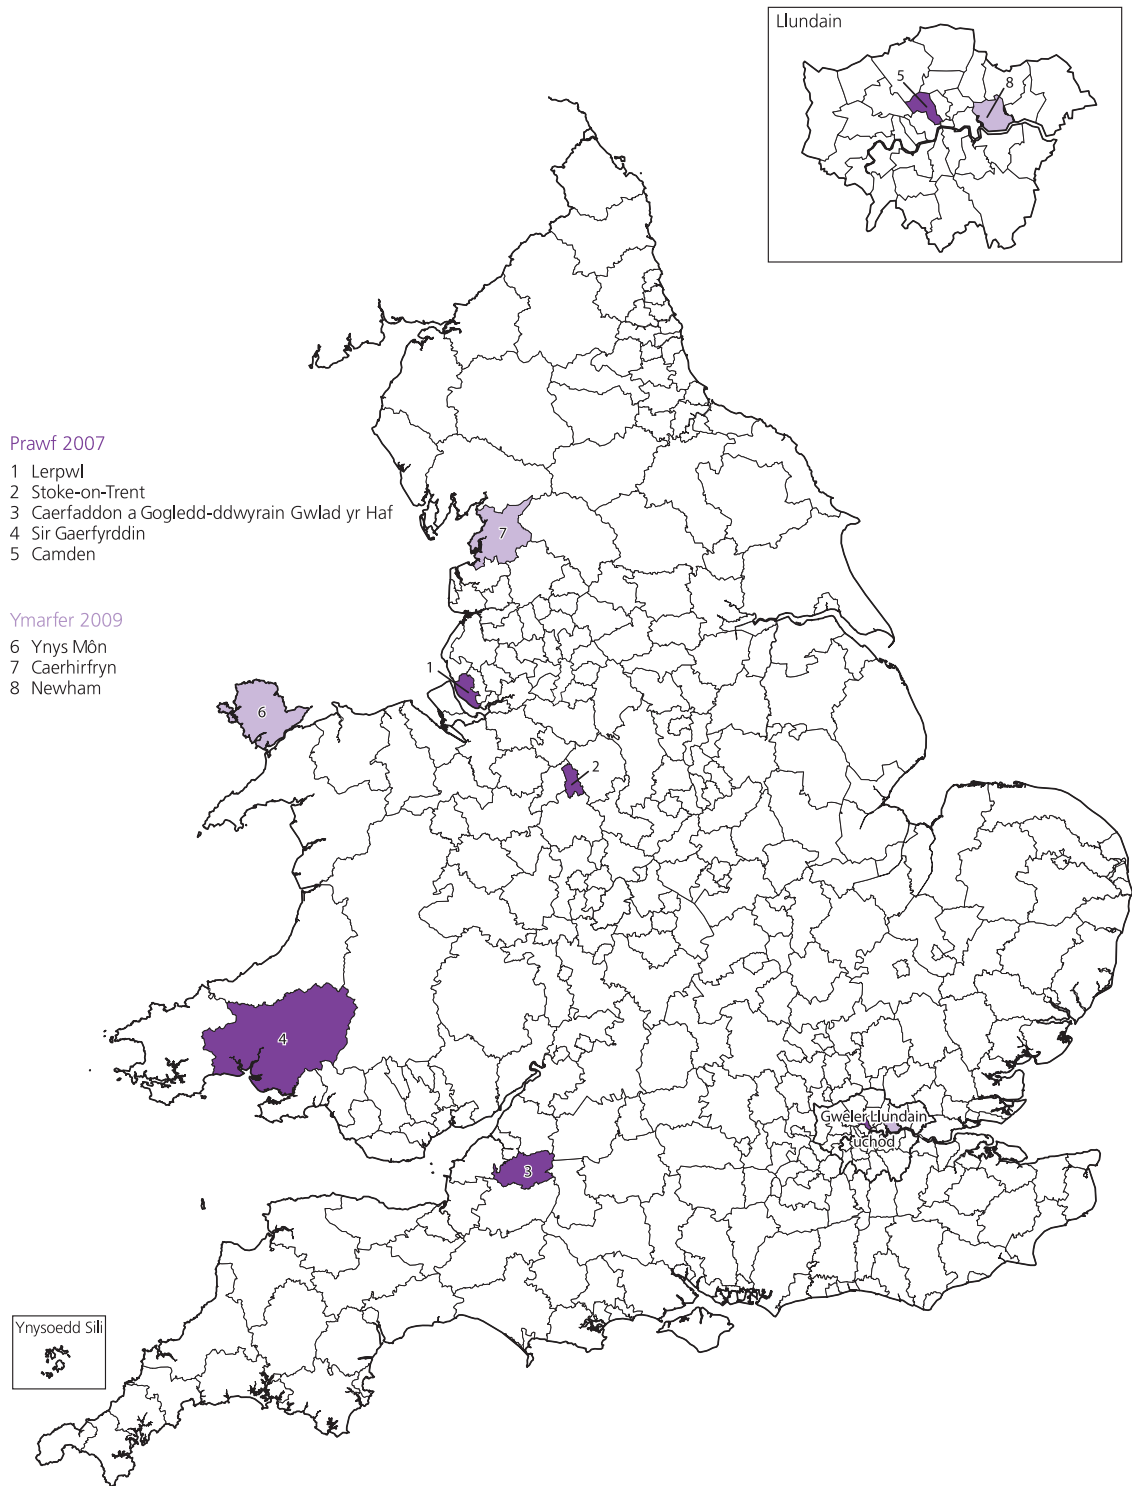 Llundain
5
8
Prawf 2007
1 Lerpwl
2 Stoke-on-Trent
3 Caerfaddon a Gogledd-ddwyrain Gwlad yr Haf
4 Sir Gaerfyrddin
5 Camden
Ymarfer 2009
6 Ynys Môn
7 Caerhirfryn
8 Newham
7
1
6
2
4
Gweler Llundain
uchod
3
Ynysoedd Sili